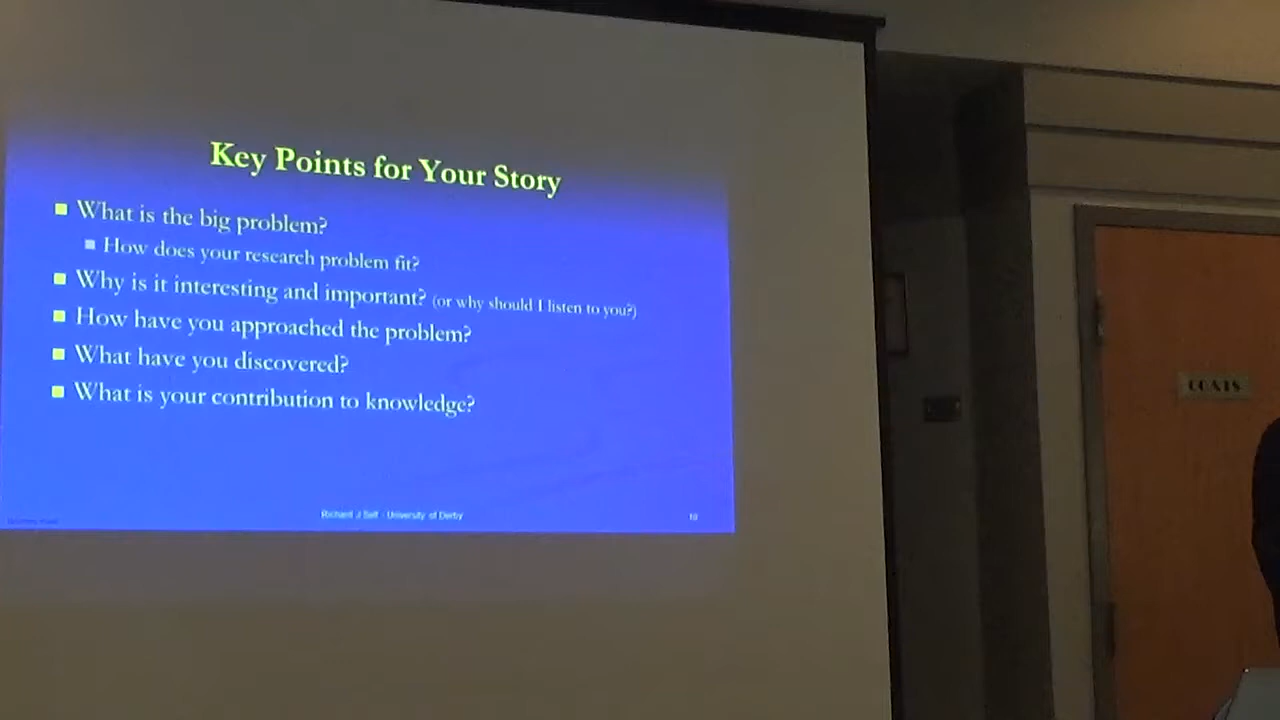 Key Points for Your Story
What is the big problem?
How does your research problem fit?
Why is it interesting and important? (or why should I listen to you?)
How have you approached the problem?
What have you discovered?
What is your contribution to knowledge?
Richard J Self - University of Derby
10
COATS